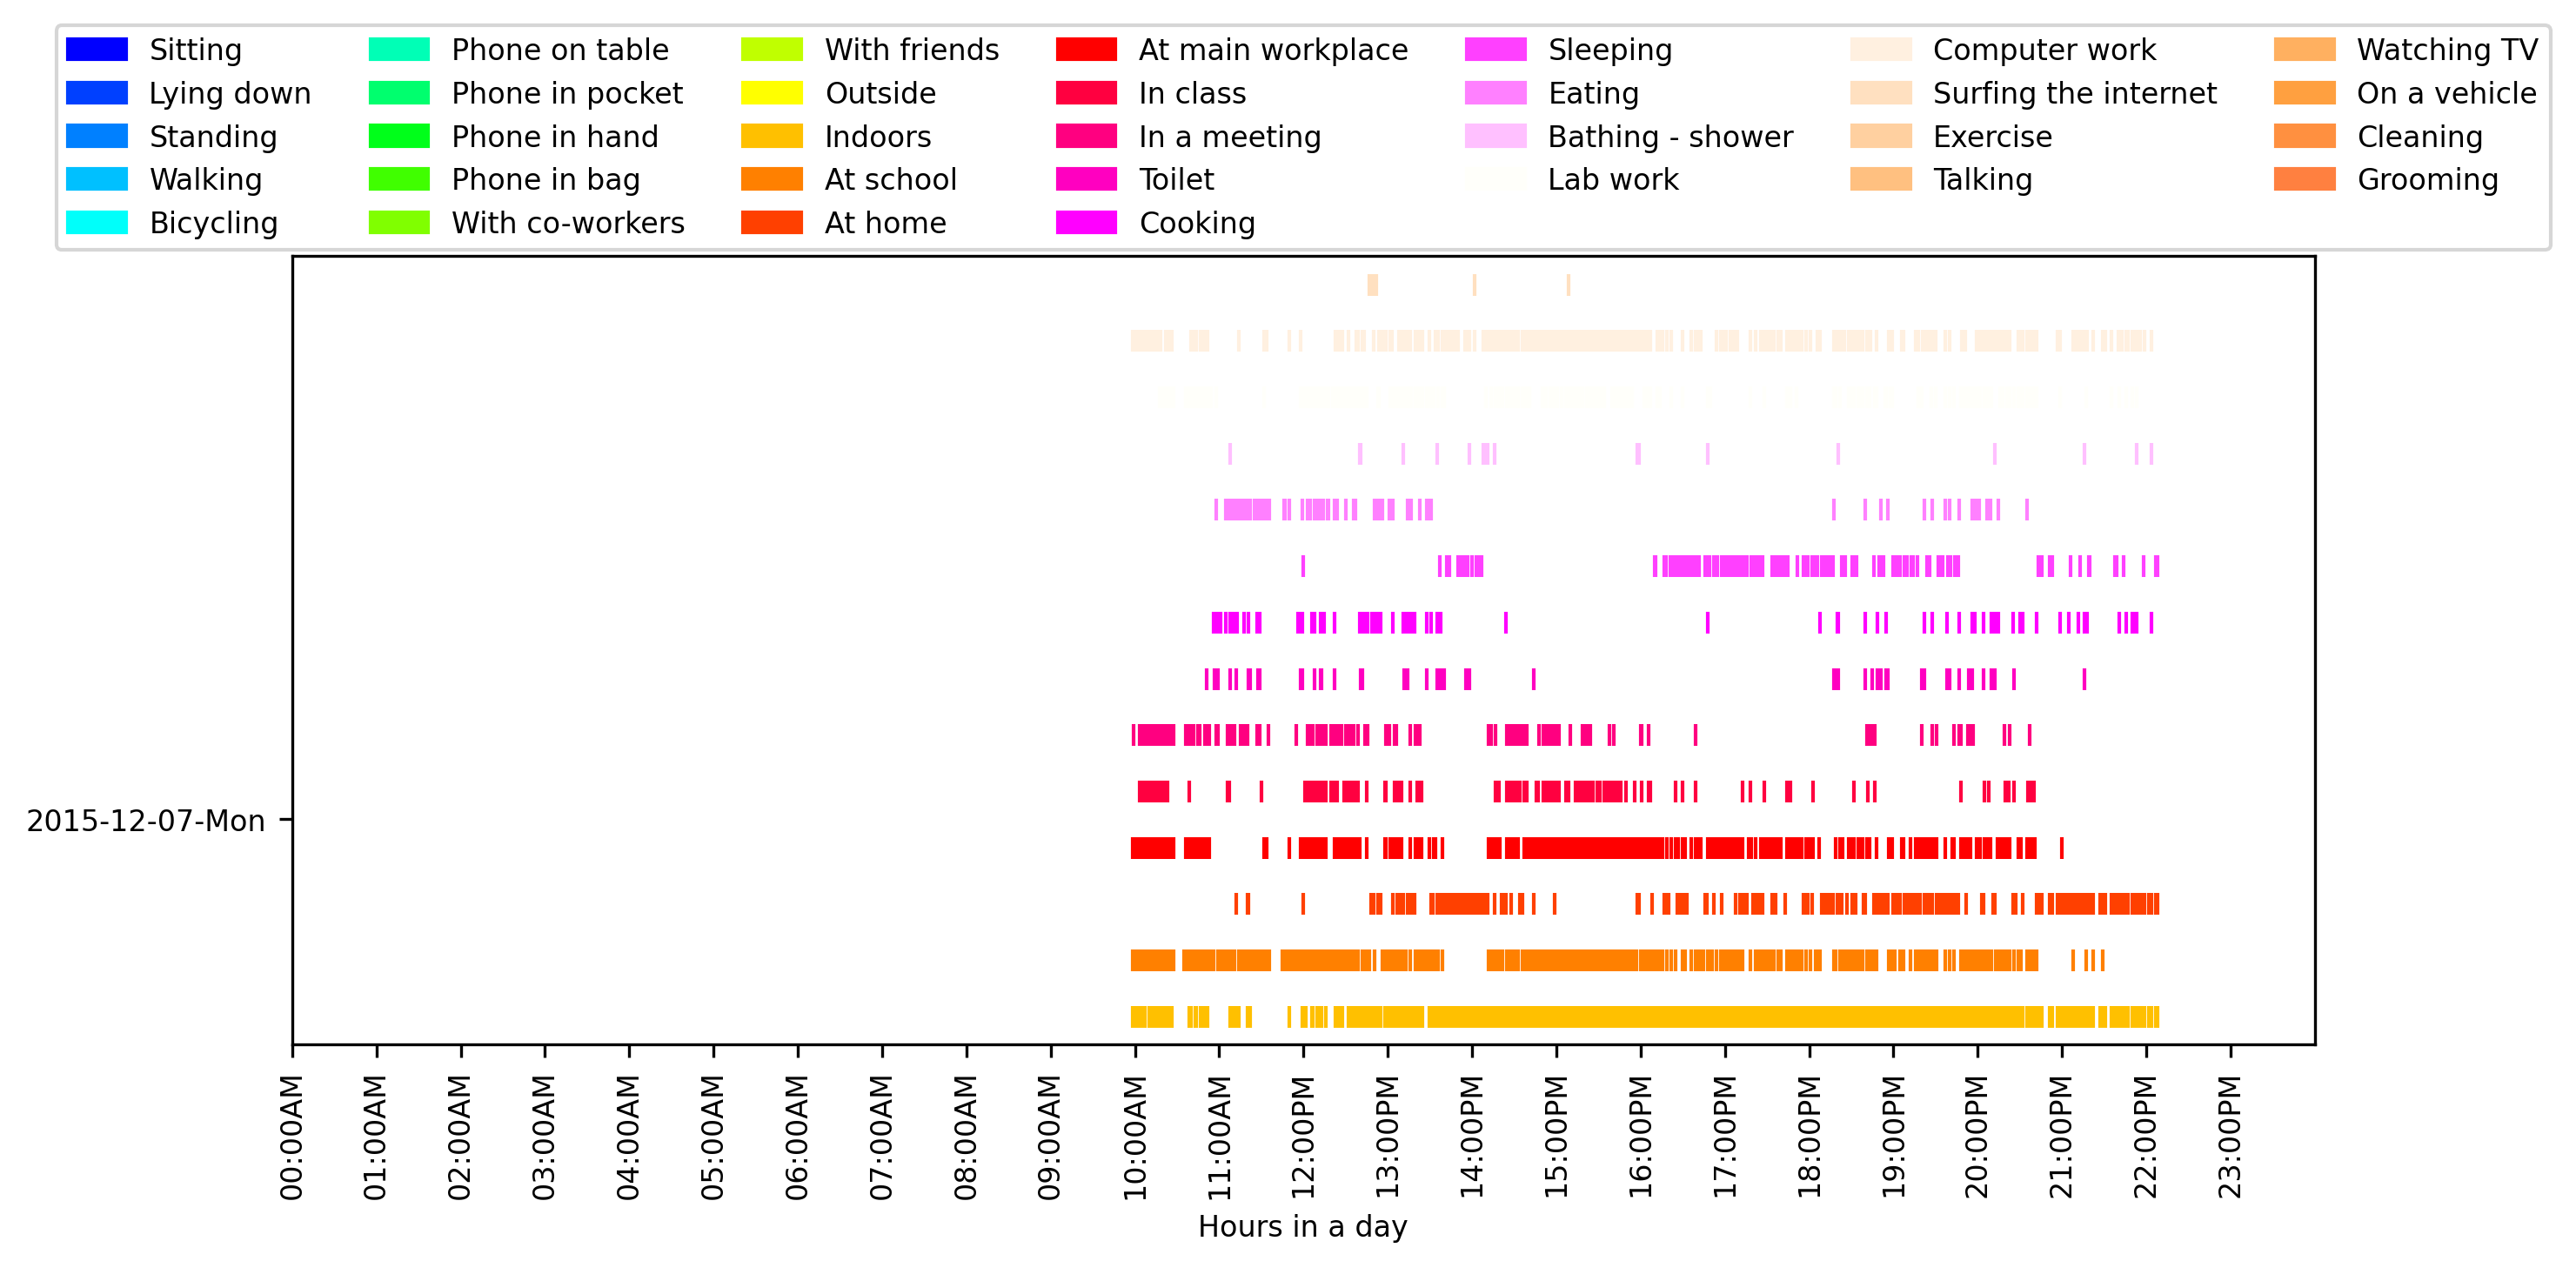 Sitting
Lying down
Standing
Walking
Bicycling
Phone on table
Phone in pocket
Phone in hand
Phone in bag
With co-workers
With friends
Outside
Indoors
At school
At home
At main workplace
In class
In a meeting
Toilet
Cooking
Sleeping
Eating
Bathing - shower
Lab work
Computer work
Surfing the internet
Exercise
Talking
Watching TV
On a vehicle
Cleaning
Grooming
2015-12-07-Mon
00:00AM
01:00AM
02:00AM
03:00AM
04:00AM
05:00AM
06:00AM
07:00AM
08:00AM
09:00AM
10:00AM
11:00AM
12:00PM
13:00PM
14:00PM
15:00PM
16:00PM
17:00PM
18:00PM
19:00PM
20:00PM
21:00PM
22:00PM
23:00PM
Hours in a day